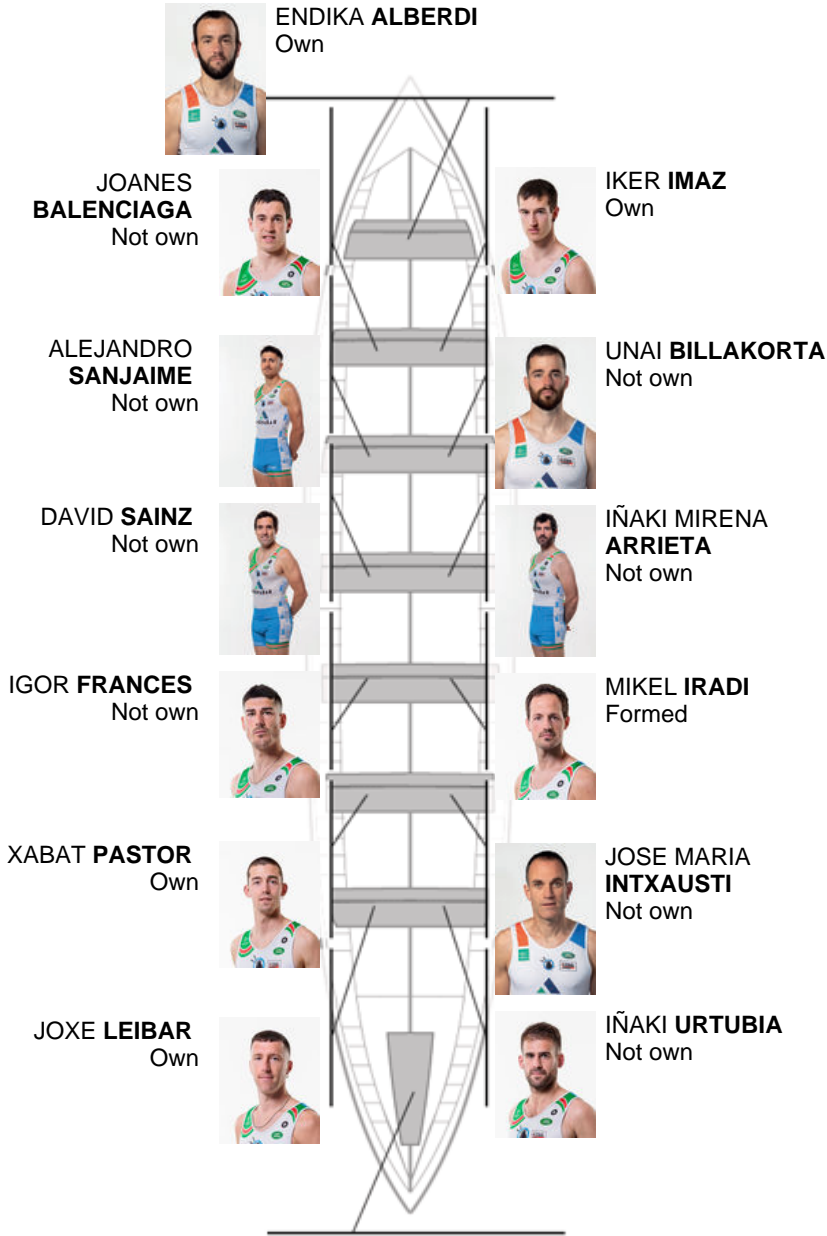 ENDIKA ALBERDI
Own
JOANES
BALENCIAGA
Not own
IKER IMAZ
Own
ALEJANDRO
SANJAIME
Not own
UNAI BILLAKORTA
Not own
DAVID SAINZ
Not own
IÑAKI MIRENA
ARRIETA
Not own
IGOR FRANCES
Not own
MIKEL IRADI
Formed
XABAT PASTOR
Own
JOSE MARIA
INTXAUSTI
Not own
JOXE LEIBAR
Own
IÑAKI URTUBIA
Not own